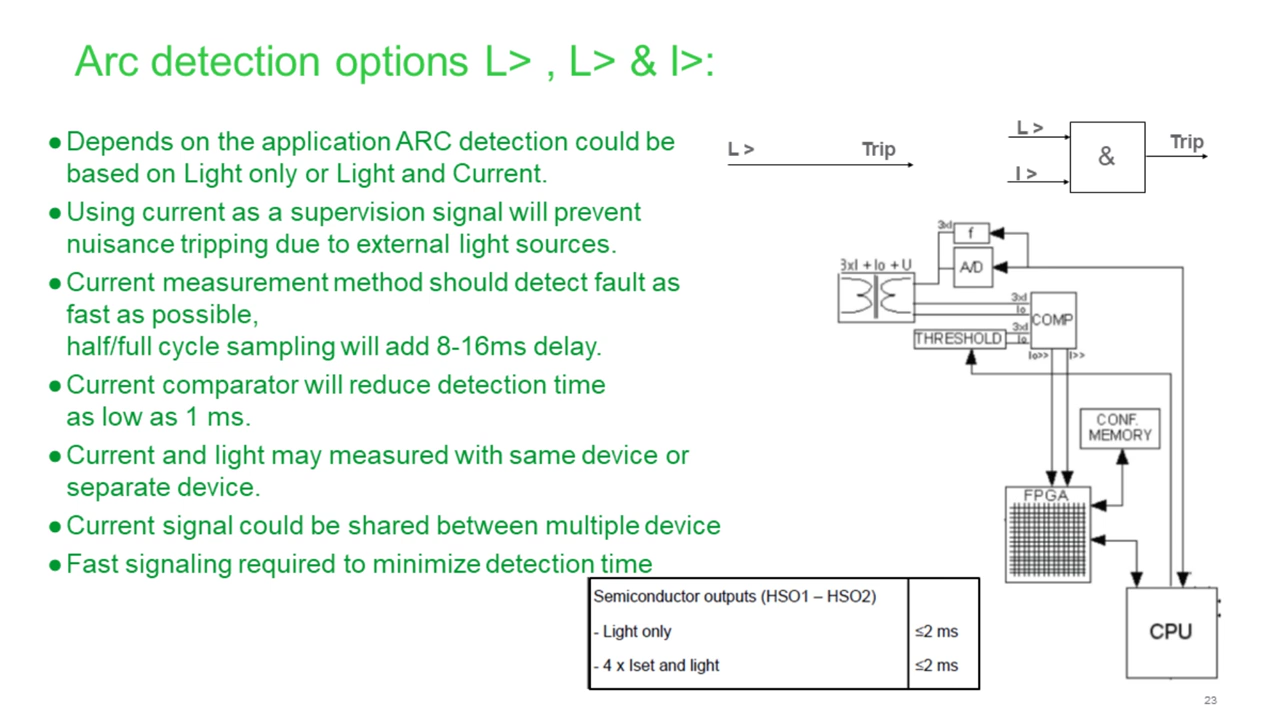 Arc detection options L> , L> & I>:
●Depends on the application ARC detection could be
based on Light only or Light and Current.
●Using current as a supervision signal will prevent
nuisance tripping due to external light sources.
●Current measurement method should detect fault as
fast as possible,
half/full cycle sampling will add 8-16ms delay.
●Current comparator will reduce detection time
as low as 1 ms.
●Current and light may measured with same device or
separate device.
●Current signal could be shared between multiple device
●Fast signaling required to minimize detection time
L > Trip
L >
I >
&
Trip
3xI
f
A/D
3xI + Io + U
3xI
Io
COMP
THRESHOLD
3xI
Io
Io>> I>>
CONF.
MEMORY
FPGA
CPU
Semiconductor outputs (HSO1 – HSO2)
- Light only ≤2 ms
- 4 x Iset and light ≤2 ms
23